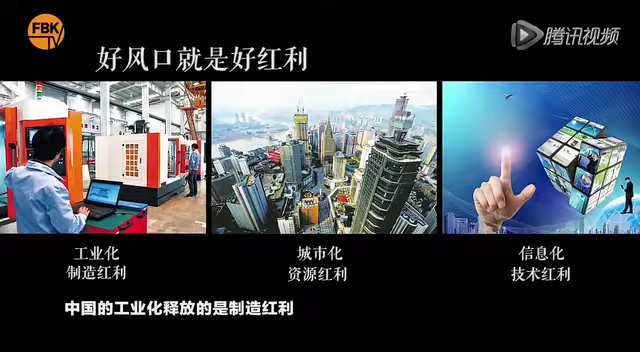 FBK
TV
腾讯视频
好风口就是好红利
工业化
制造红利
城市化
资源红利
信息化
技术红利
中国的工业化释放的是制造红利